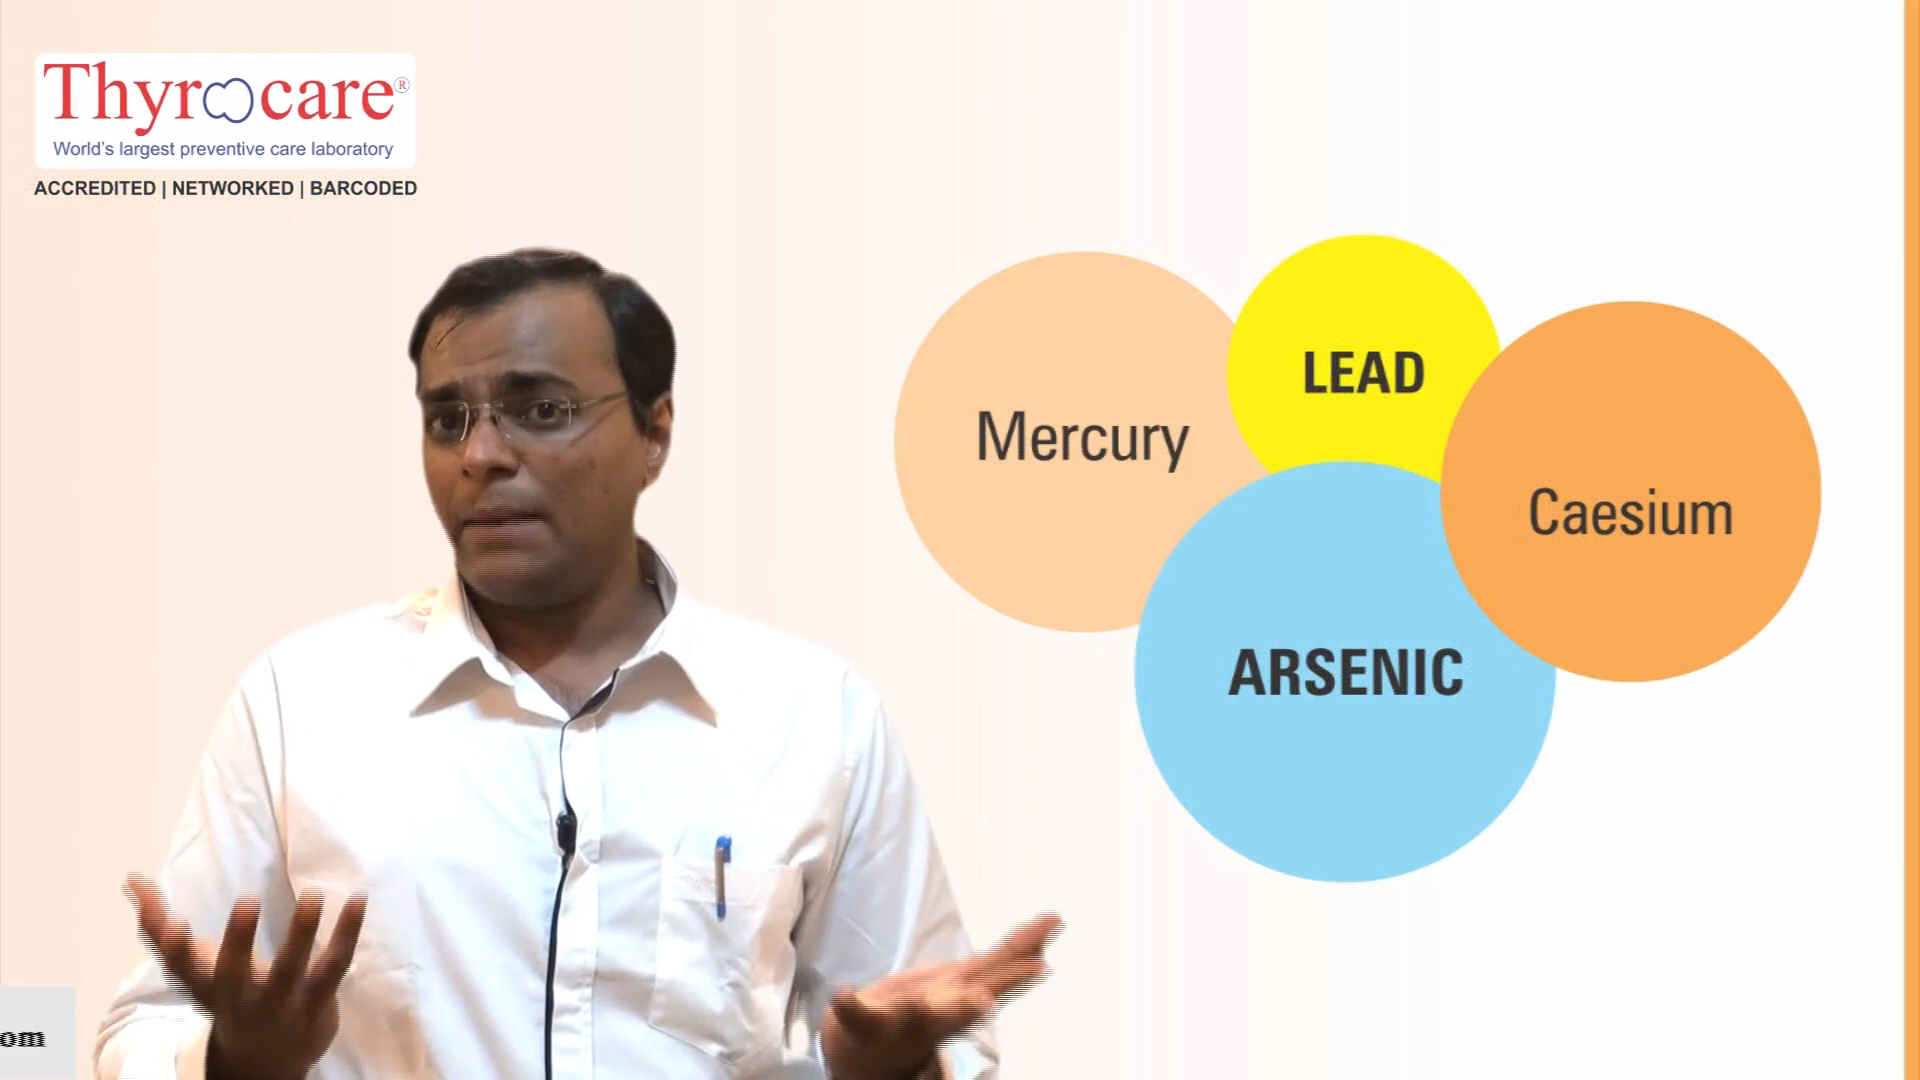 Thyrocare®
World's largest preventive care laboratory
ACCREDITED | NETWORKED | BARCODED
LEAD
Mercury
Caesium
ARSENIC
om